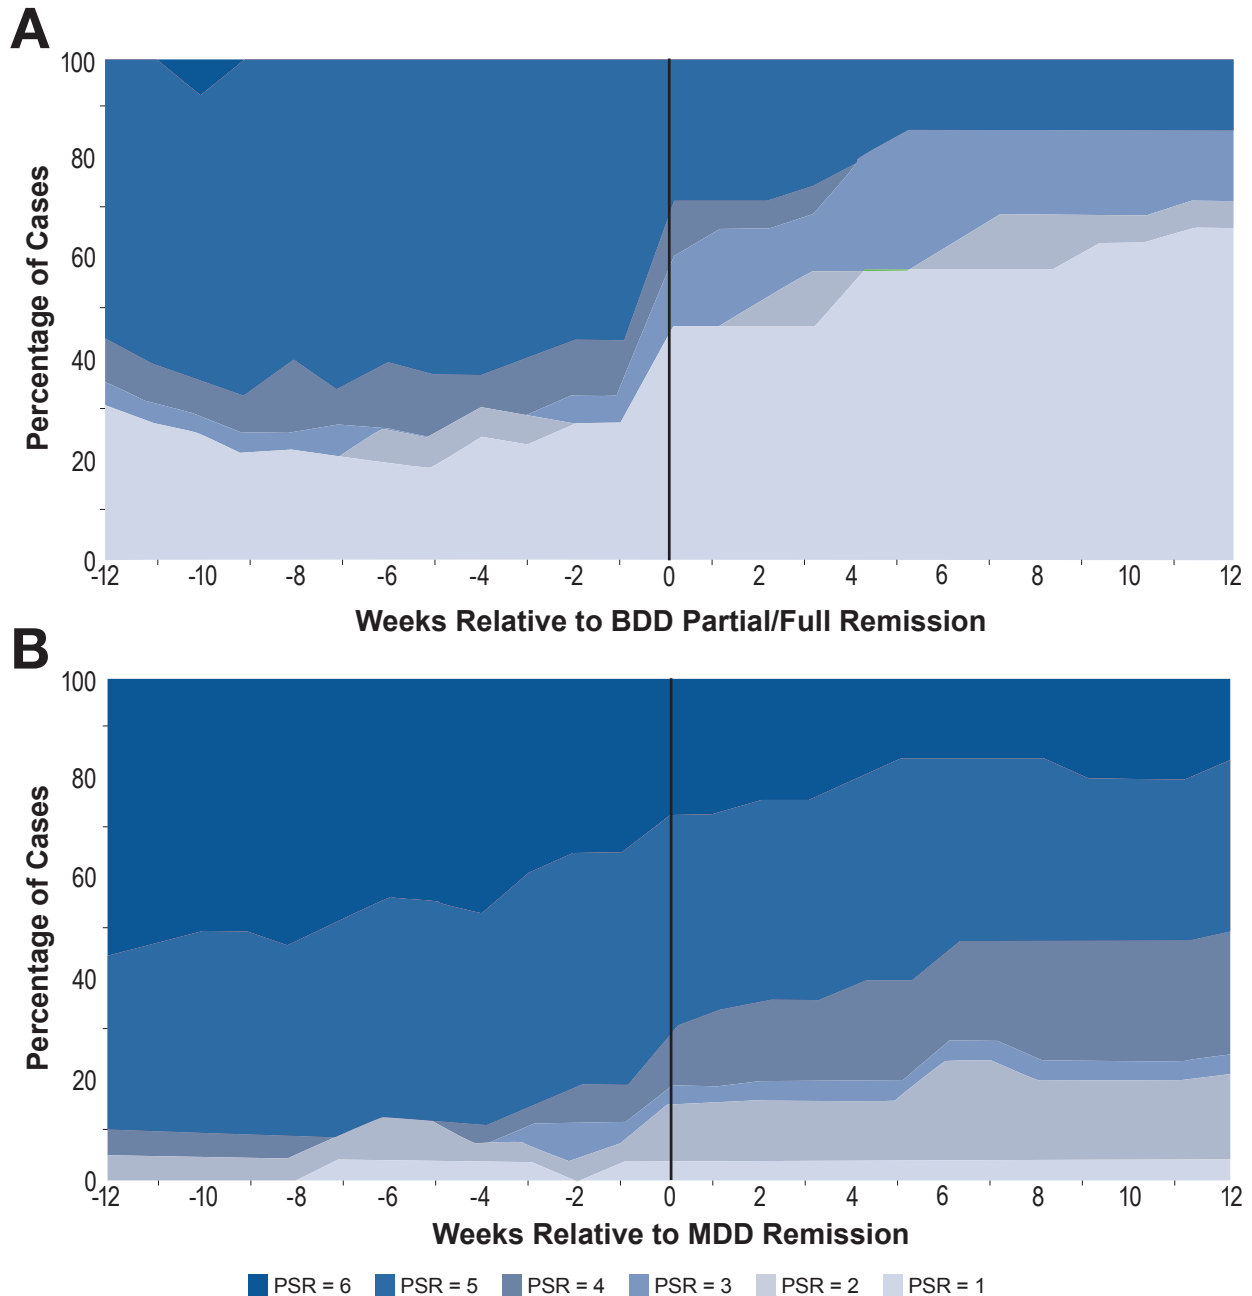 A
100
80
60
40
20
0
Percentage of Cases
-12 -10 -8 -6 -4 -2 0 2 4 6 8 10 12
Weeks Relative to BDD Partial/Full Remission
B
100
80
60
40
20
0
Percentage of Cases
-12 -10 -8 -6 -4 -2 0 2 4 6 8 10 12
Weeks Relative to MDD Remission
PSR = 6 PSR = 5 PSR = 4 PSR = 3 PSR = 2 PSR = 1